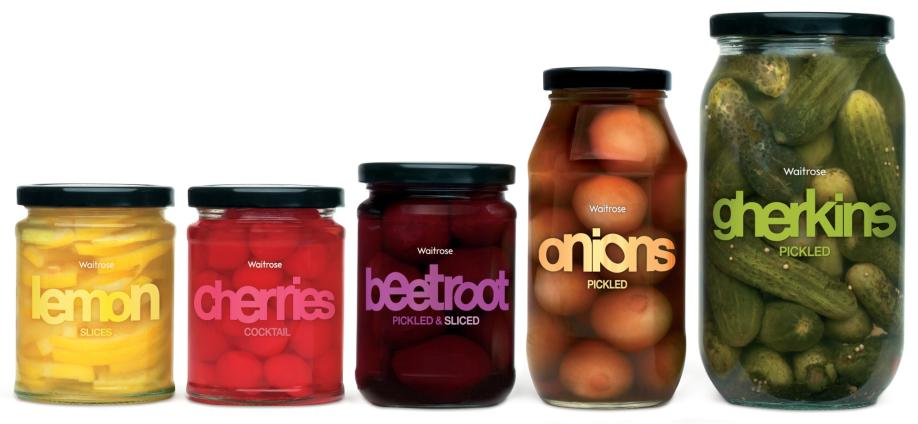 Waitrose
lemon
SLICES
Waitrose
cherries
COCKTAIL
Waitrose
beetroot
PICKLED & SLICED
Waitrose
onions
PICKLED
Waitrose
gherkins
PICKLED